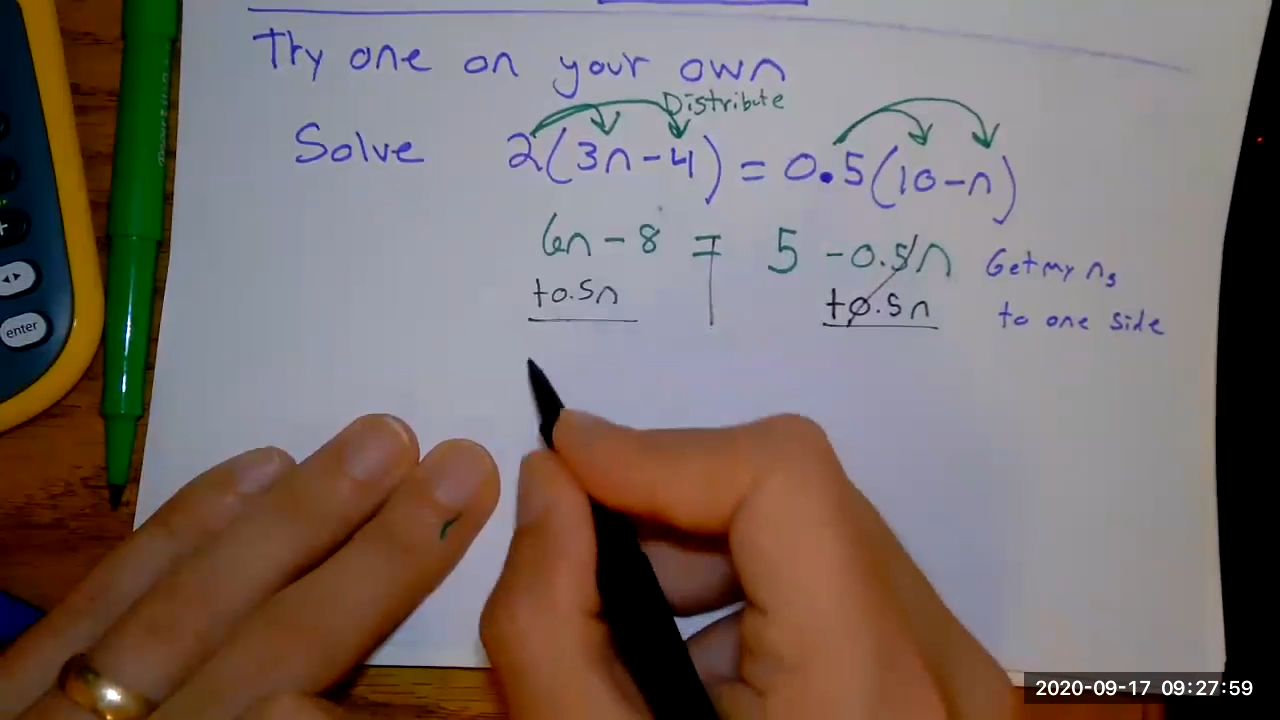 Try one on your own
Distribute
Solve 2(3n-4) = 0.5(10-n)
6n - 8 = 5 - 0.5n Get my ns
+0.5n +0.5n to one side
enter
2020-09-17 09:27:59